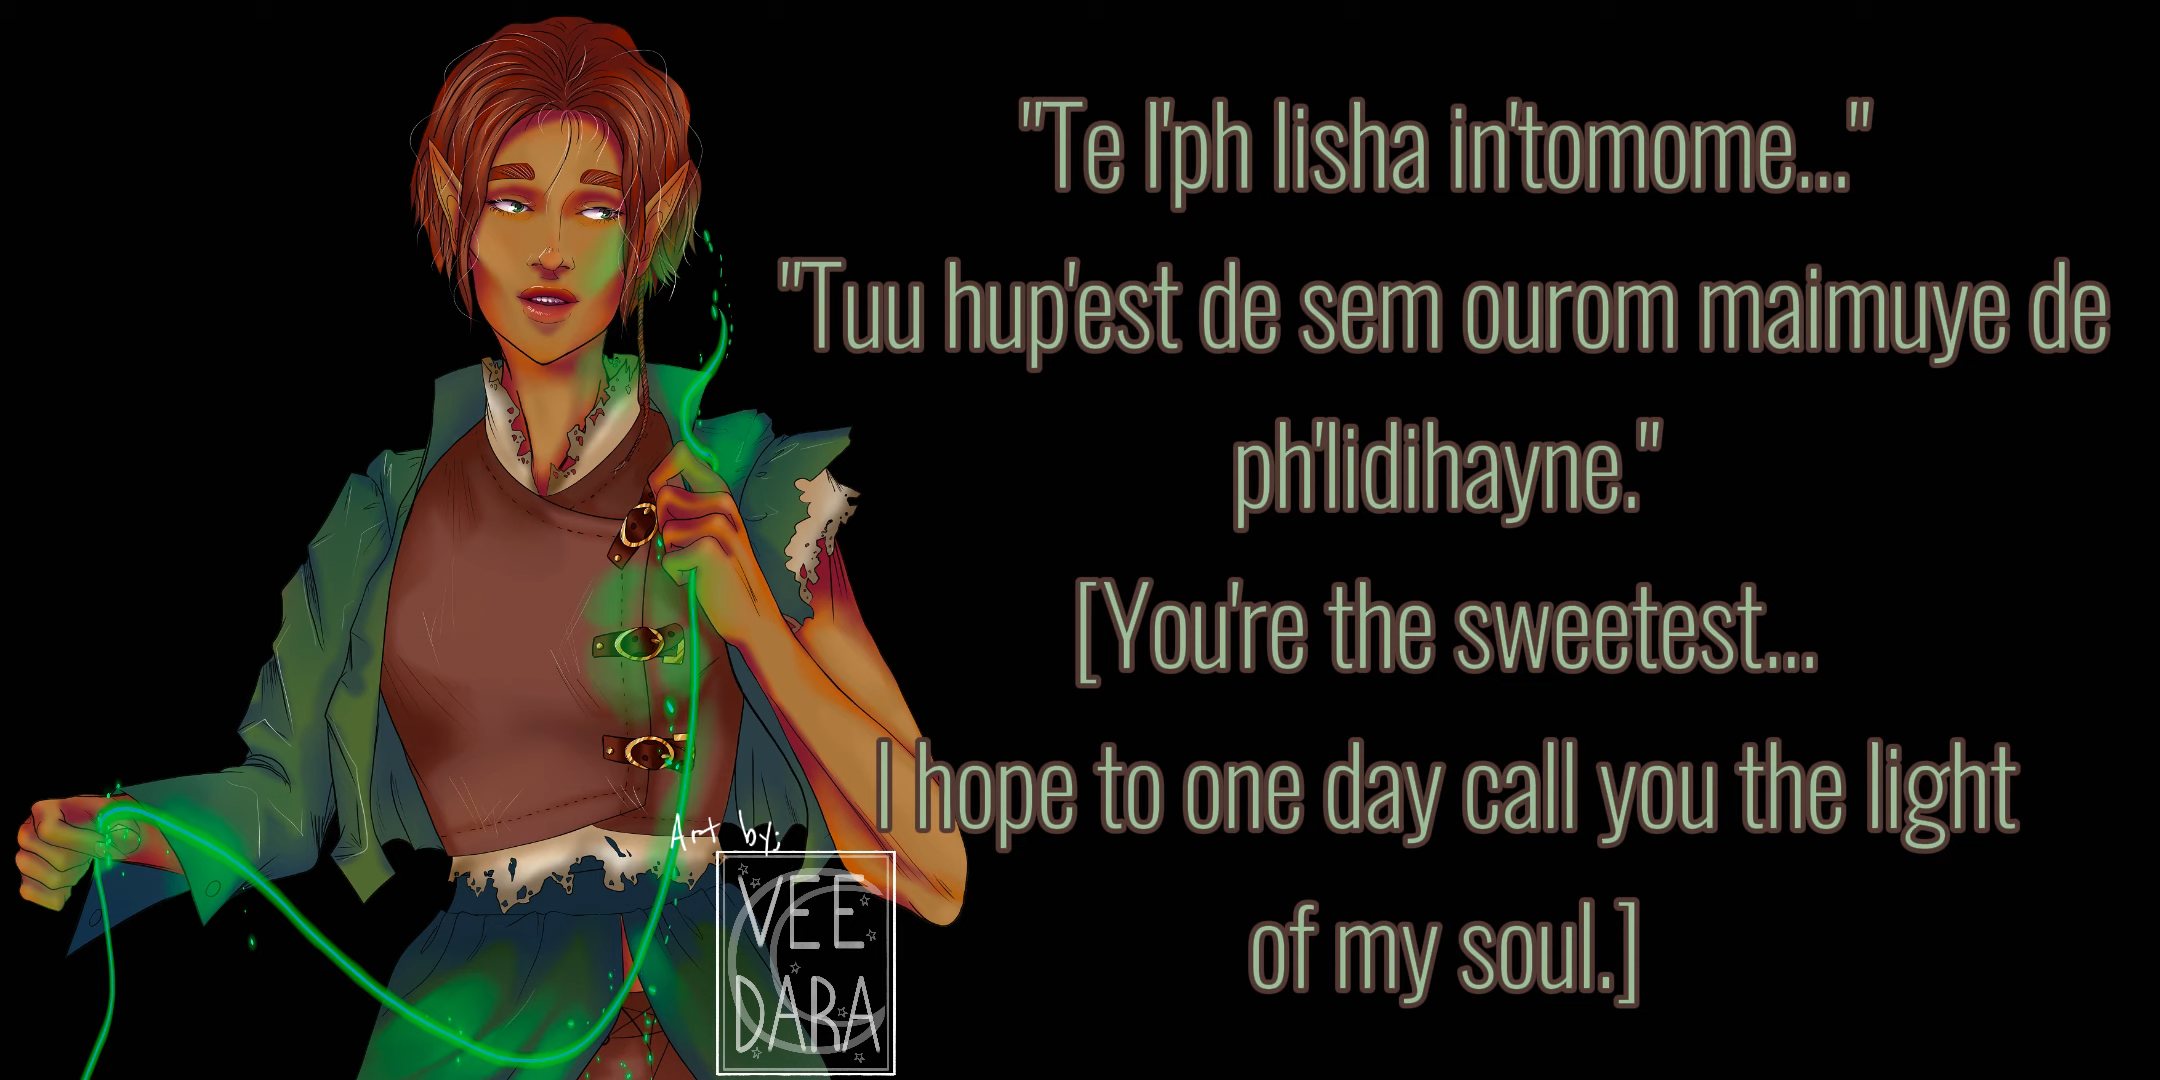 "Te l'ph lisha in'tomome..."
"Tuu hup'est de sem ourom maimuye de
ph'lidihayne."
[You're the sweetest...
I hope to one day call you the light
of my soul.]
Art by;
VEE
DARA